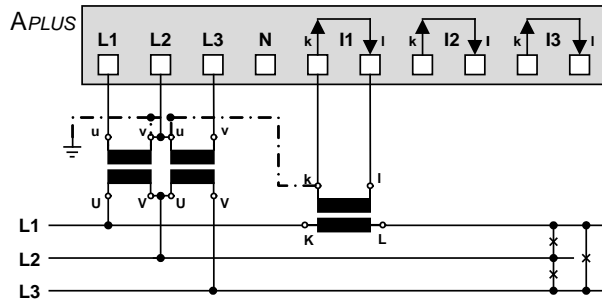 APLUS
L1 L2 L3 N k I1 l k I2 l k I3 l
u v u v
k l
U V U V
K L
L1
L2
L3